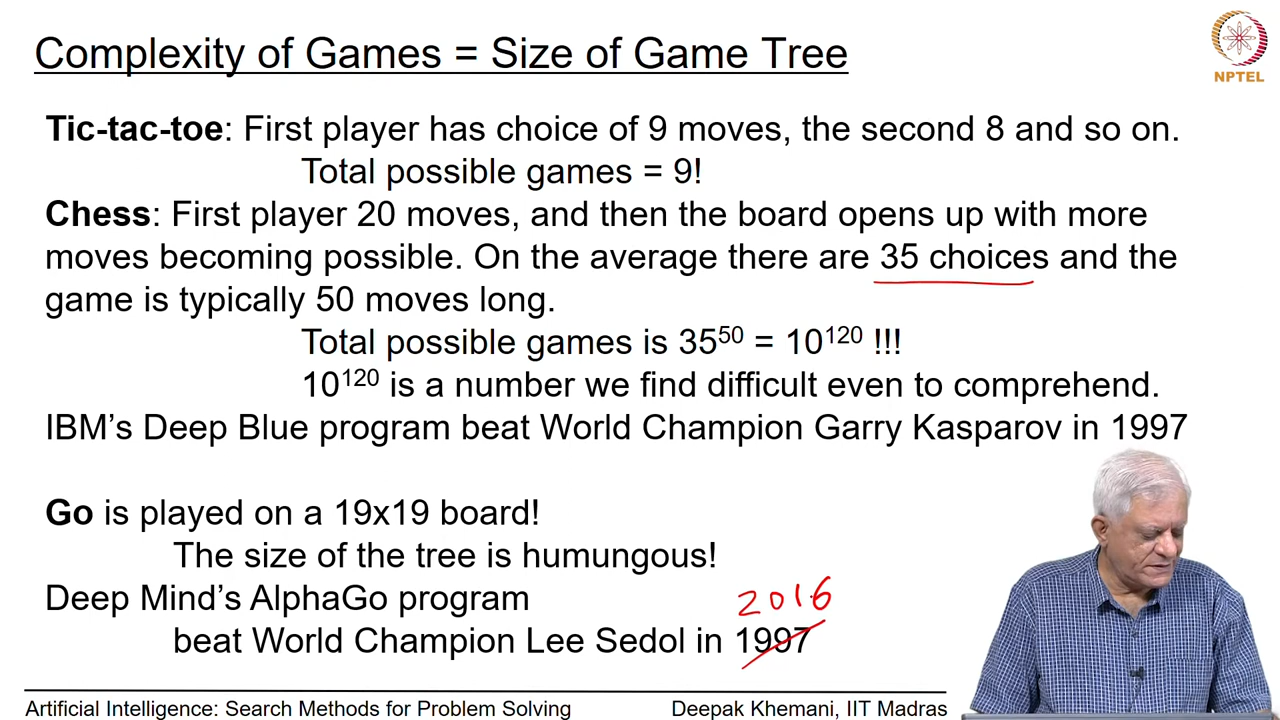 Complexity of Games = Size of Game Tree
NPTEL
Tic-tac-toe: First player has choice of 9 moves, the second 8 and so on.
Total possible games = 9!
Chess: First player 20 moves, and then the board opens up with more
moves becoming possible. On the average there are 35 choices and the
game is typically 50 moves long.
Total possible games is 35⁵⁰ = 10¹²⁰ !!!
10¹²⁰ is a number we find difficult even to comprehend.
IBM's Deep Blue program beat World Champion Garry Kasparov in 1997
Go is played on a 19x19 board!
The size of the tree is humungous!
Deep Mind's AlphaGo program
2016
beat World Champion Lee Sedol in 1997
Artificial Intelligence: Search Methods for Problem Solving
Deepak Khemani, IIT Madras